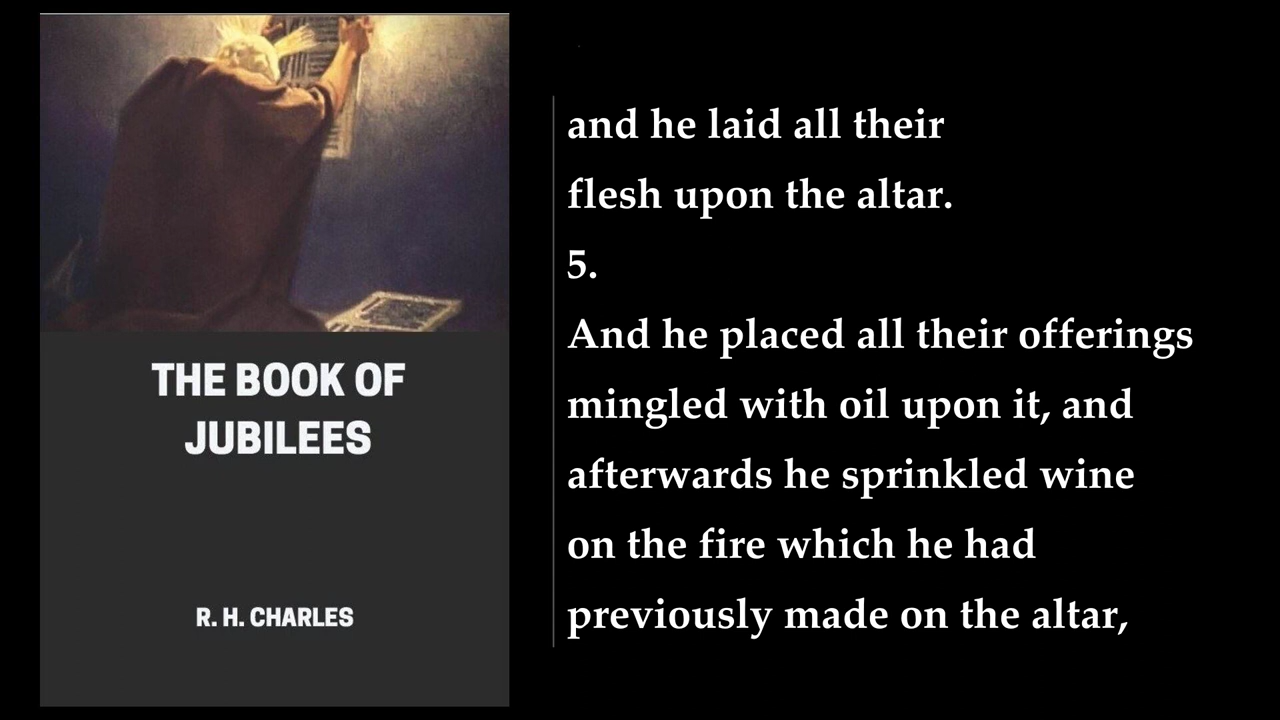 THE BOOK OF
JUBILEES
R. H. CHARLES
and he laid all their
flesh upon the altar.
5.
And he placed all their offerings
mingled with oil upon it, and
afterwards he sprinkled wine
on the fire which he had
previously made on the altar,